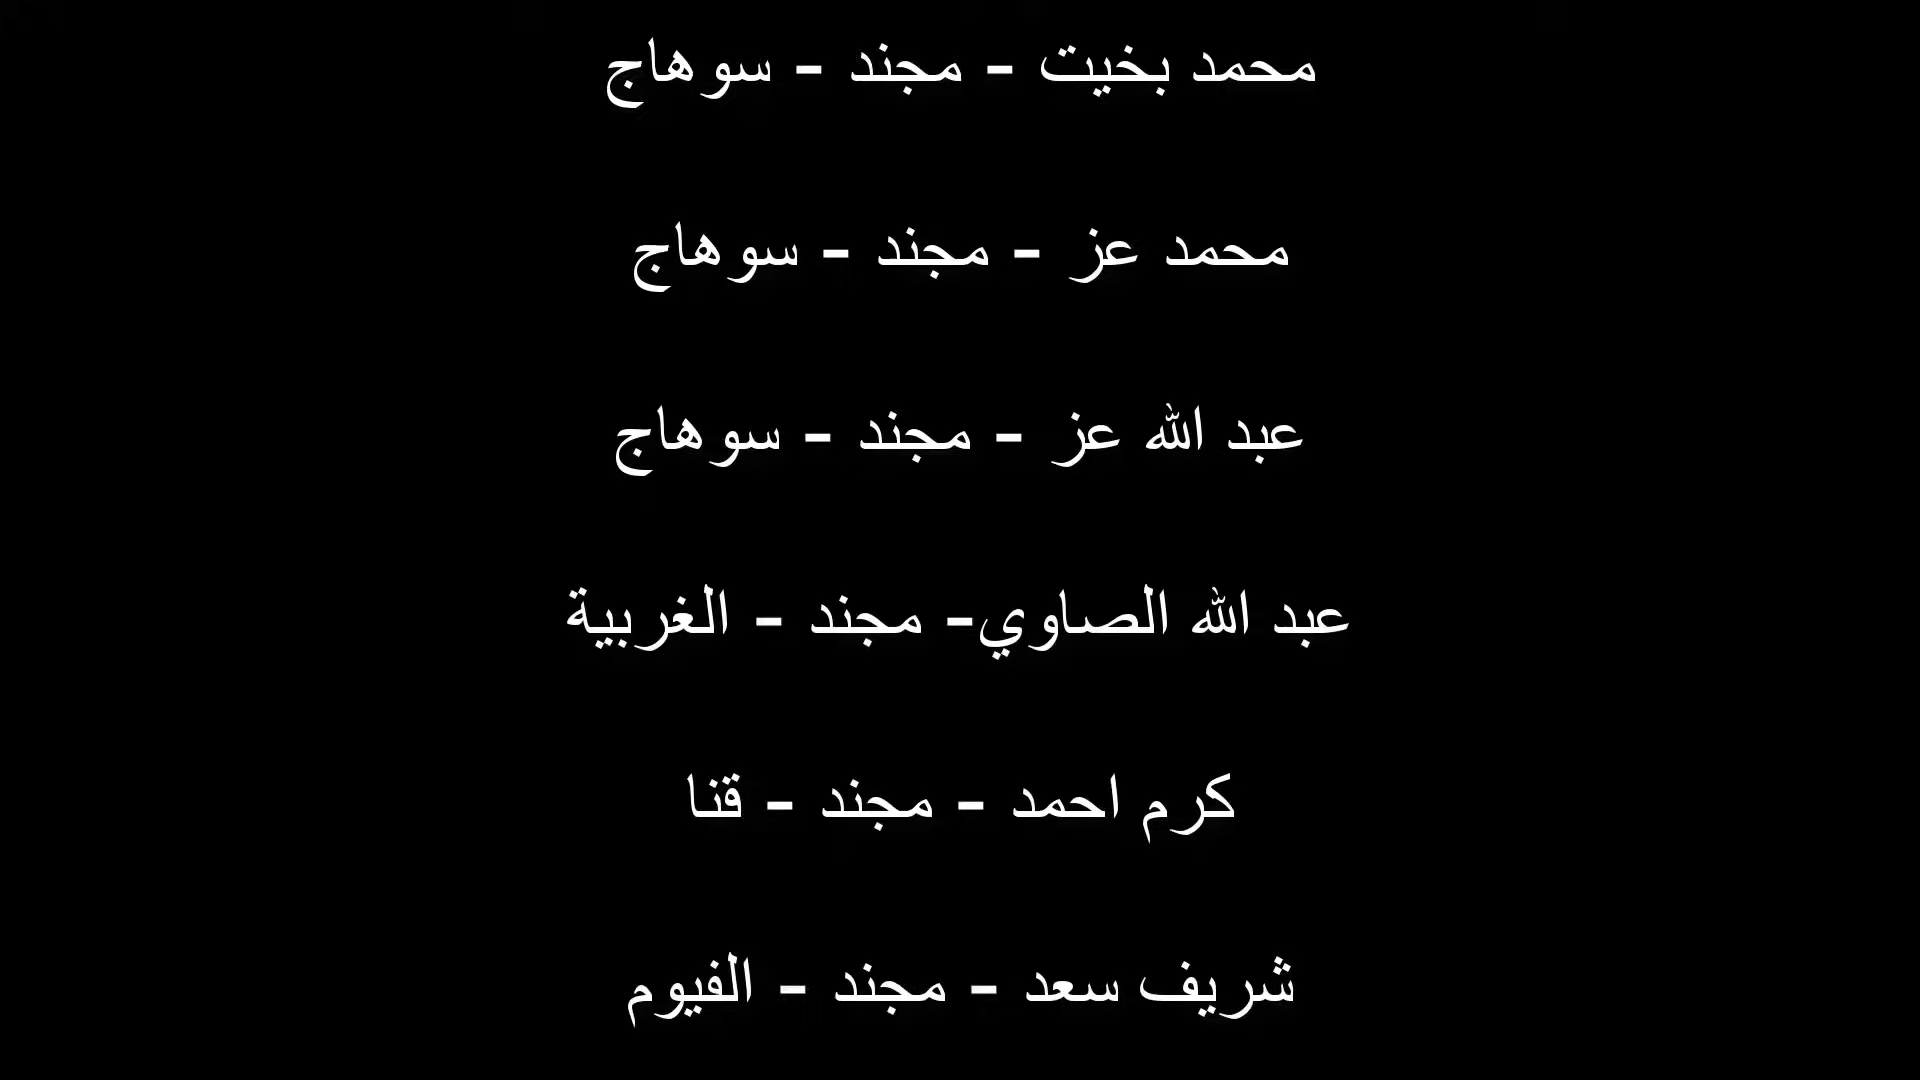 محمد بخيت - مجند - سوهاج
محمد عز - مجند - سوهاج
عبد الله عز - مجند - سوهاج
عبد الله الصاوي- مجند - الغربية
كرم احمد - مجند - قنا
شريف سعد - مجند - الفيوم